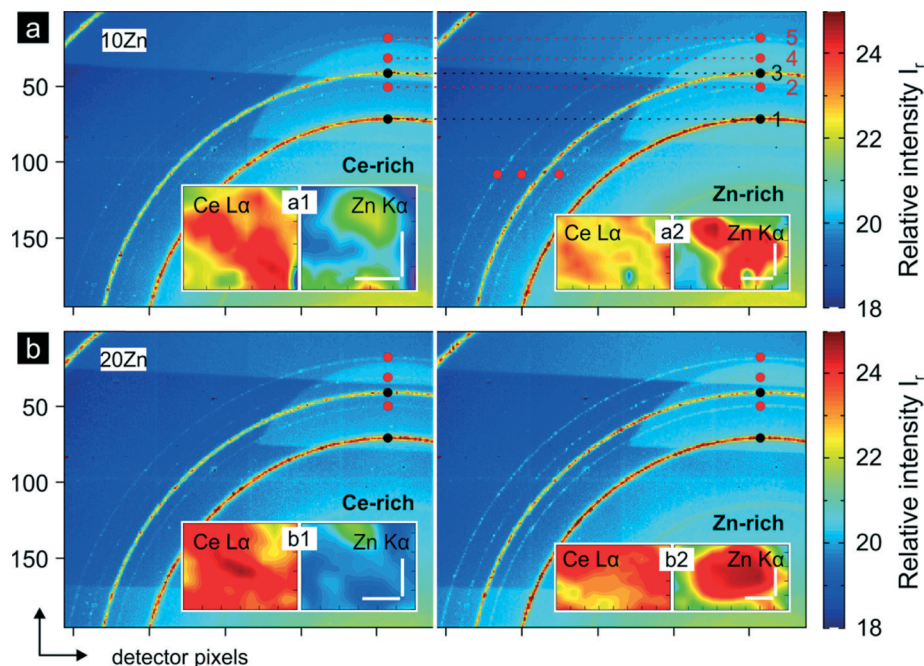 a
10Zn
50
100
150
Ce-rich
Ce Lα
a1
Zn Kα
5
4
3
2
1
Zn-rich
Ce Lα
a2
Zn Kα
24
22
20
18
Relative intensity Iᵣ
b
20Zn
50
100
150
Ce-rich
Ce Lα
b1
Zn Kα
Zn-rich
Ce Lα
b2
Zn Kα
24
22
20
18
Relative intensity Iᵣ
detector pixels